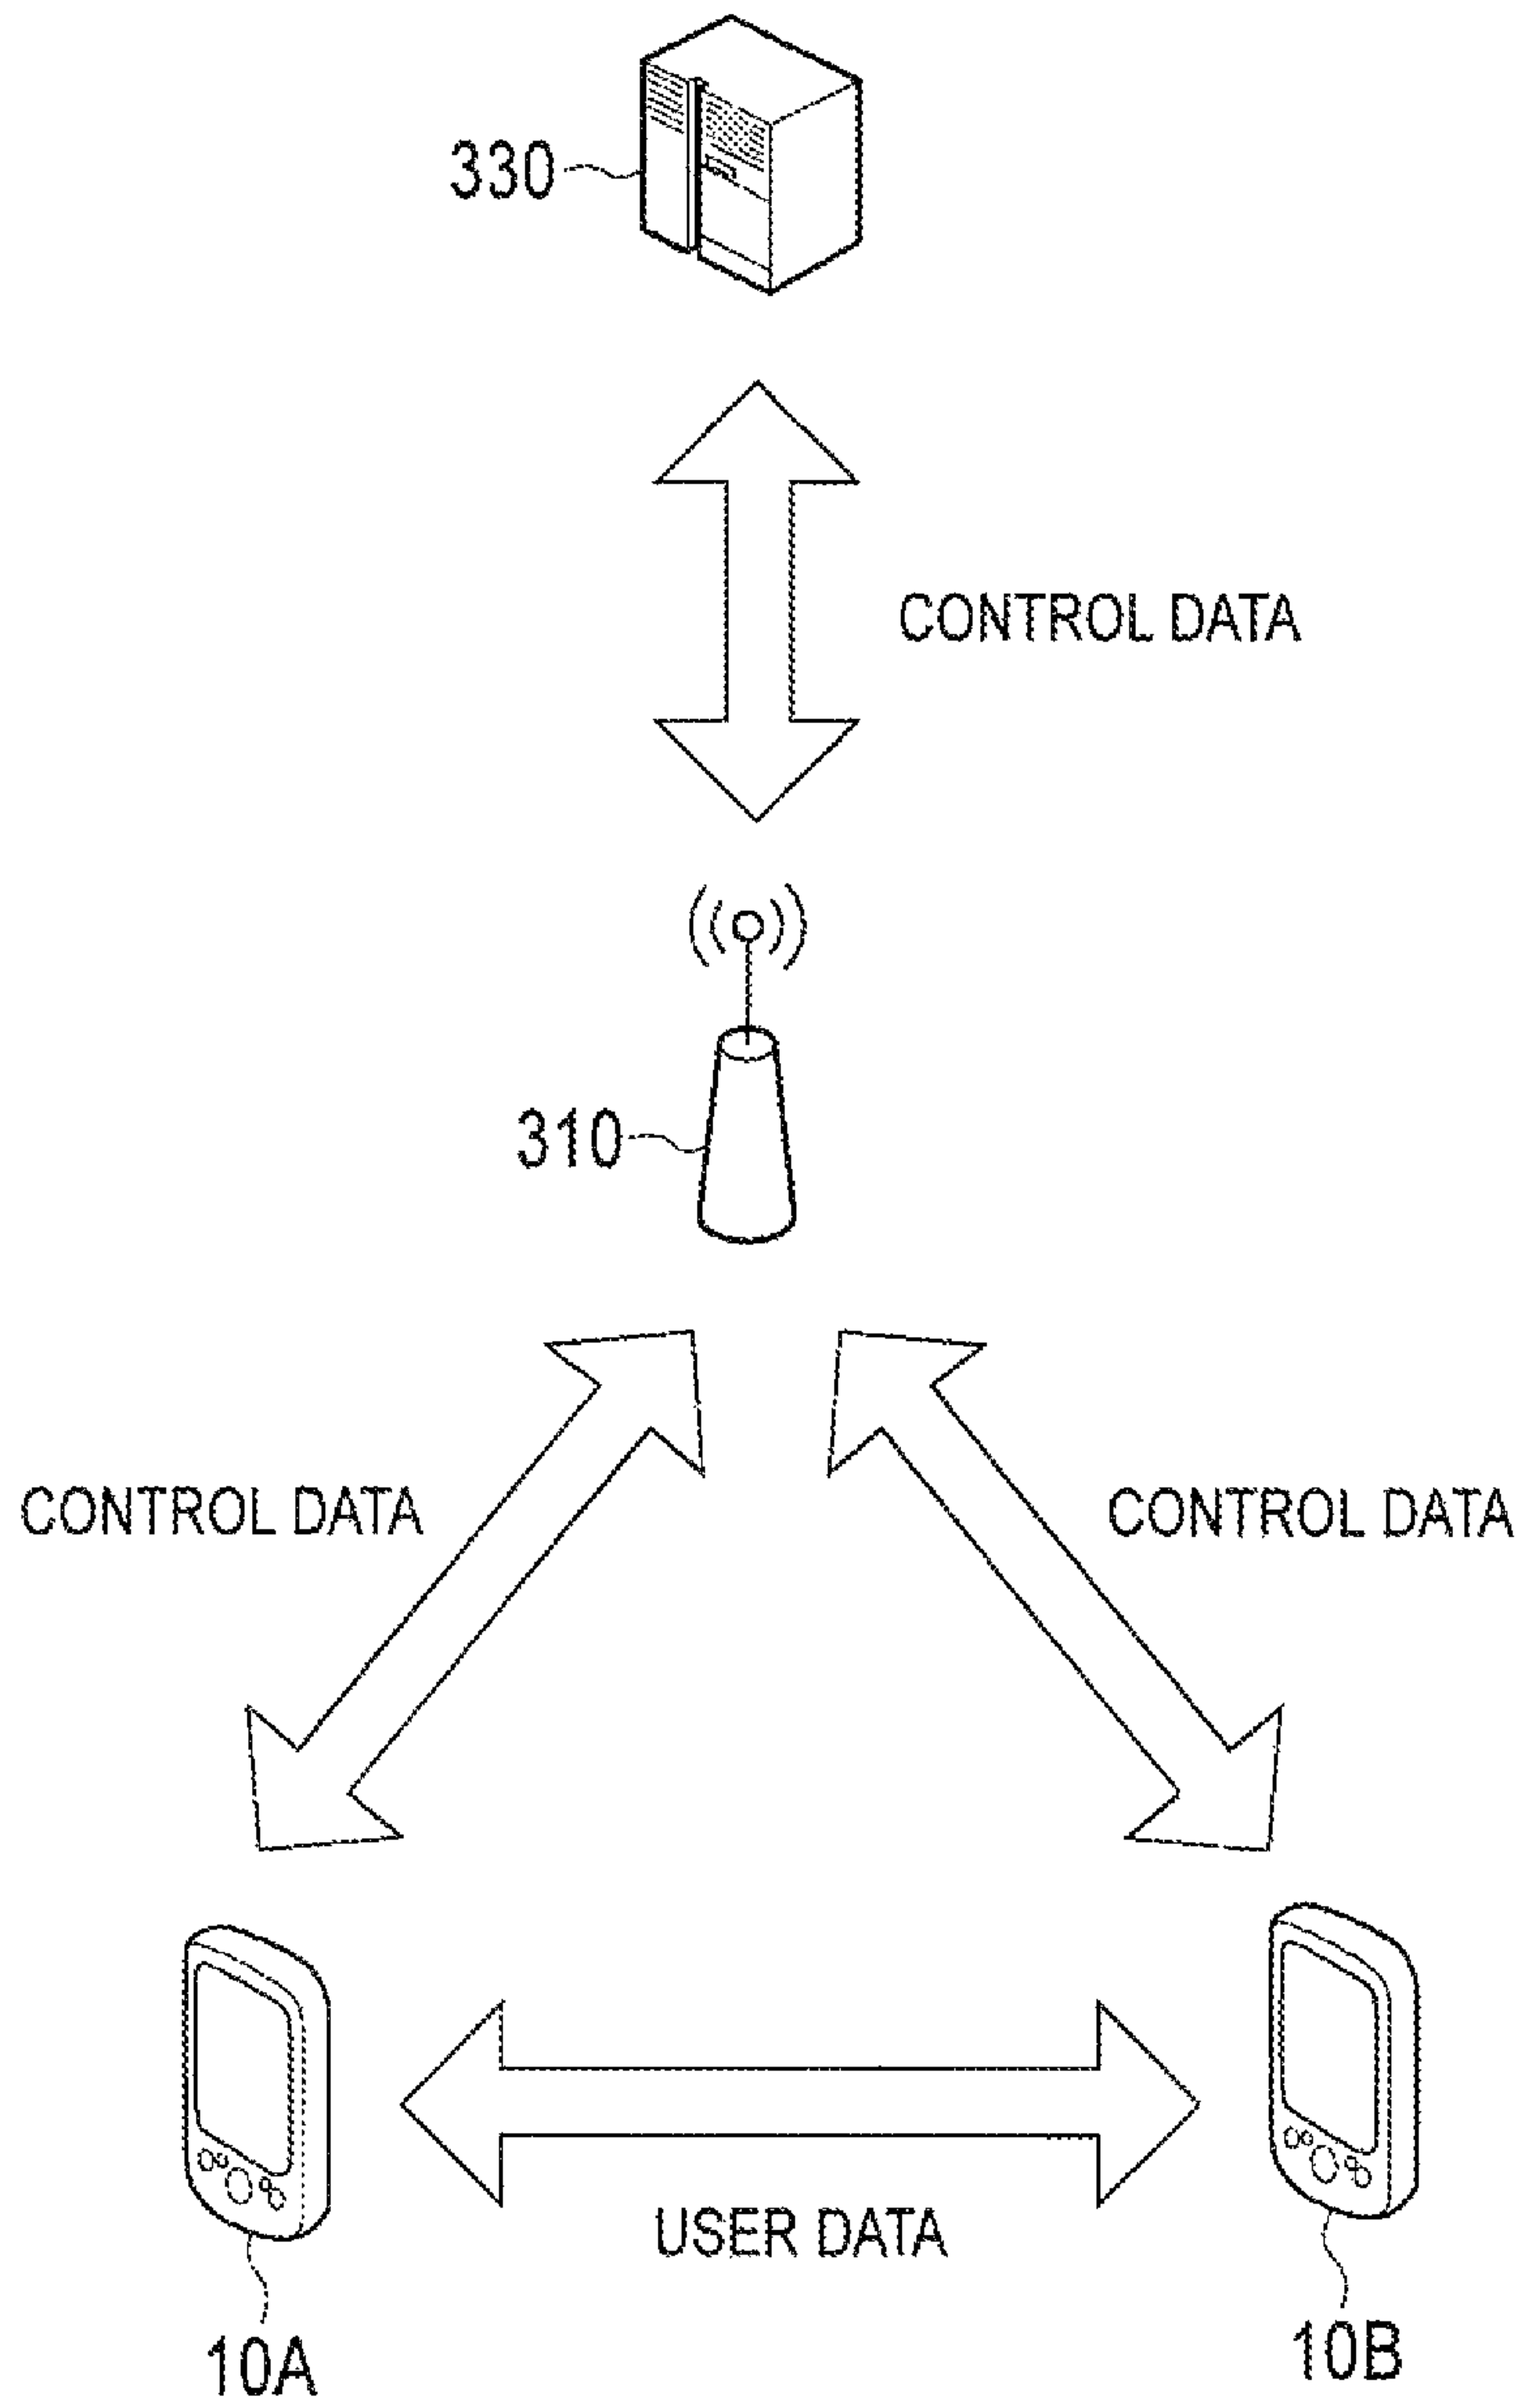 330
CONTROL DATA
310
CONTROL DATA
CONTROL DATA
USER DATA
10A
10B